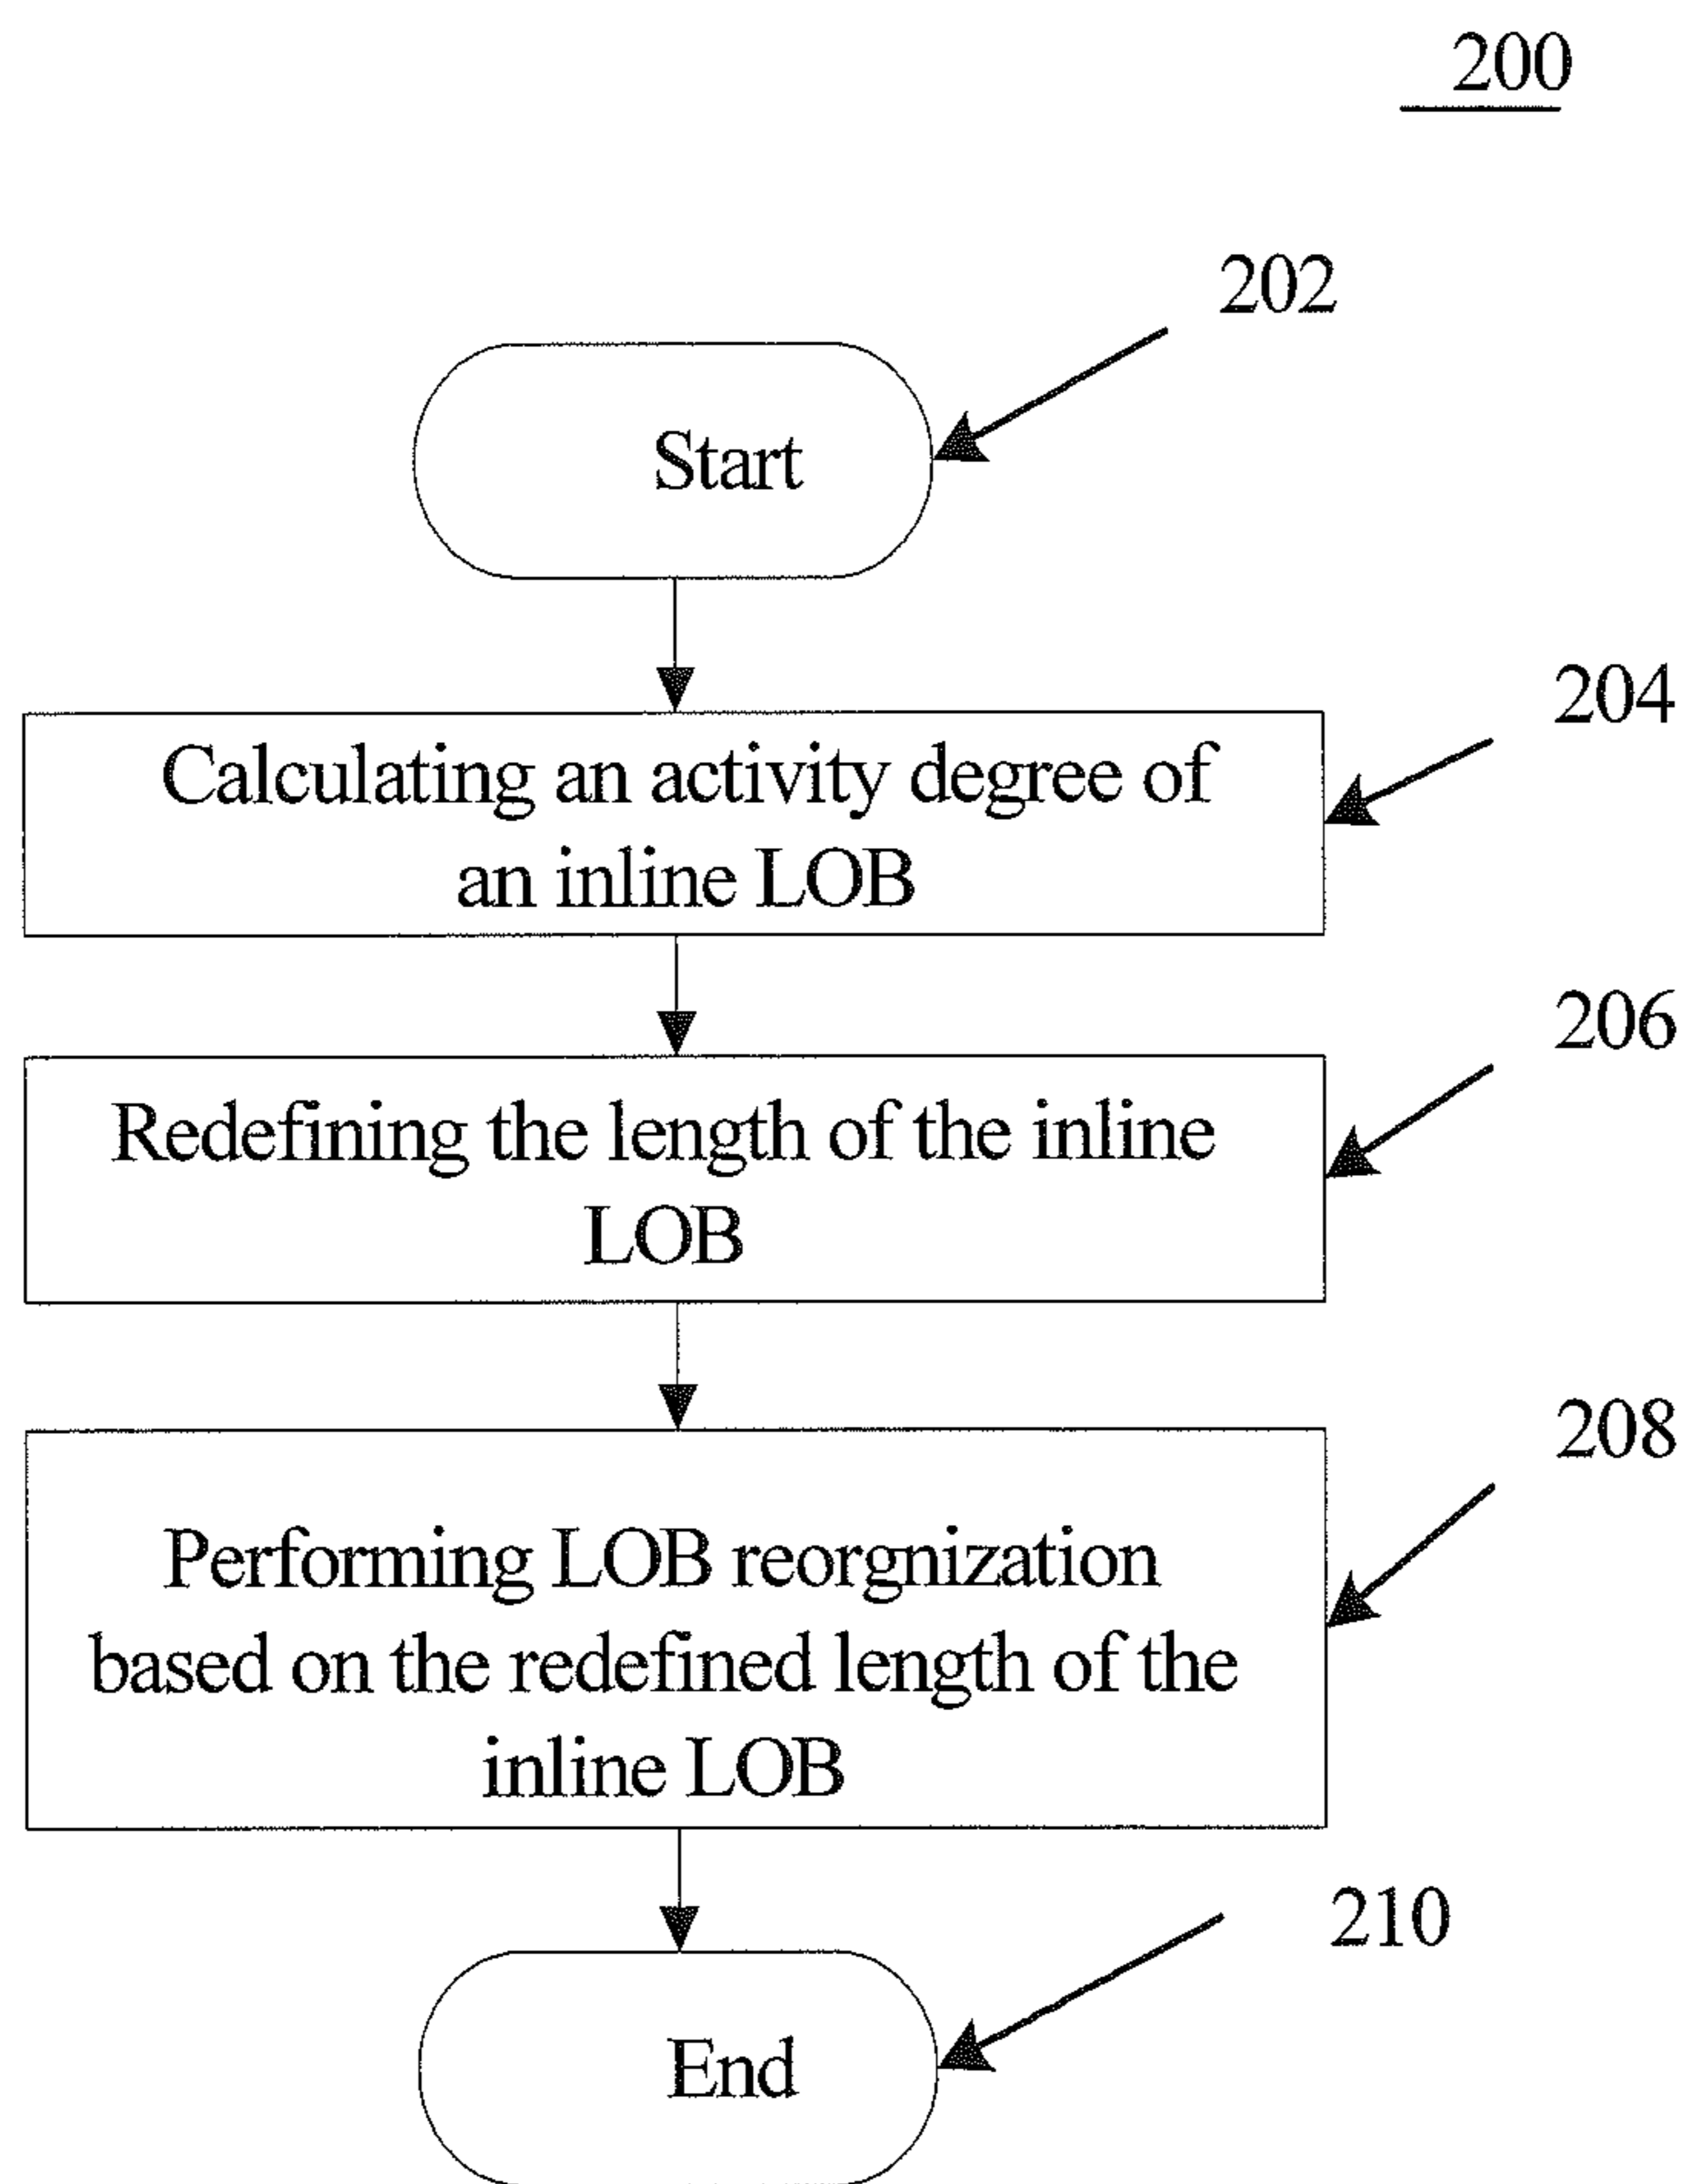 200
202
Start
204
Calculating an activity degree of
an inline LOB
206
Redefining the length of the inline
LOB
208
Performing LOB reorgnization
based on the redefined length of the
inline LOB
210
End